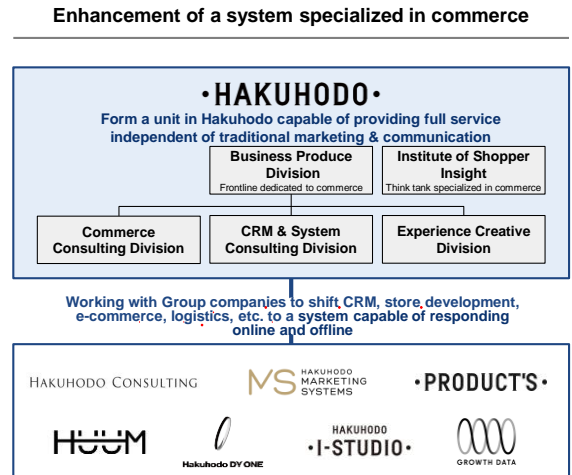 Enhancement of a system specialized in commerce
·HAKUHODO·
Form a unit in Hakuhodo capable of providing full service
independent of traditional marketing & communication
Business Produce
Division
Frontline dedicated to commerce
Institute of Shopper
Insight
Think tank specialized in commerce
Commerce
Consulting Division
CRM & System
Consulting Division
Experience Creative
Division
Working with Group companies to shift CRM, store development,
e-commerce, logistics, etc. to a system capable of responding
online and offline
HAKUHODO CONSULTING
MS HAKUHODO
MARKETING
SYSTEMS
·PRODUCT'S·
HÜÜM
Hakuhodo DY ONE
HAKUHODO
·I-STUDIO·
GROWTH DATA